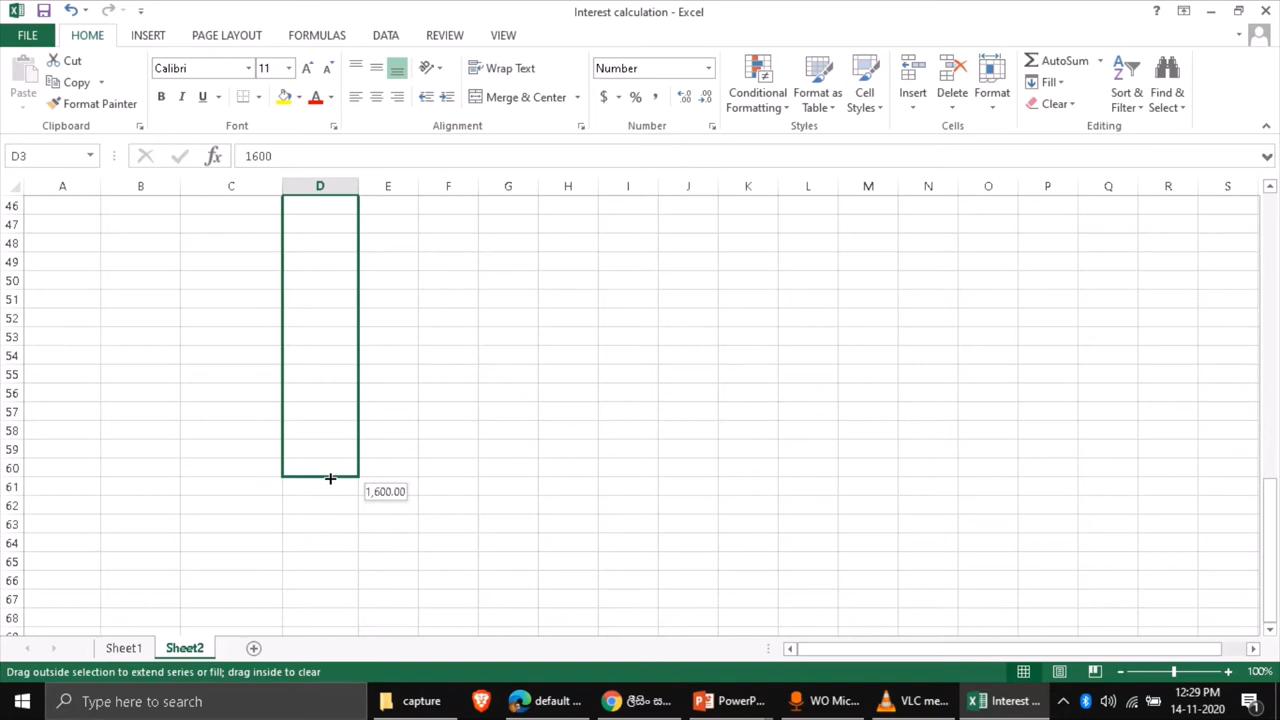 Interest calculation - Excel
?
FILE HOME INSERT PAGE LAYOUT FORMULAS DATA REVIEW VIEW
Paste
Cut
Copy
Format Painter
Clipboard
Calibri 11
B I U A
Font
Wrap Text
Merge & Center
Alignment
Number
$ % ,
Number
Conditional Formatting
Format as Table
Cell Styles
Styles
Insert Delete Format
Cells
AutoSum
Fill
Clear
Sort & Filter
Find & Select
Editing
D3 fx 1600
A B C D E F G H I J K L M N O P Q R S
46
47
48
49
50
51
52
53
54
55
56
57
58
59
60
61
1,600.00
62
63
64
65
66
67
68
69
Sheet1 Sheet2
Drag outside selection to extend series or fill; drag inside to clear
100%
Type here to search
capture
default ...
ලීසිං ස...
PowerP...
WO Mic...
VLC me...
Interest ...
12:29 PM
14-11-2020
1